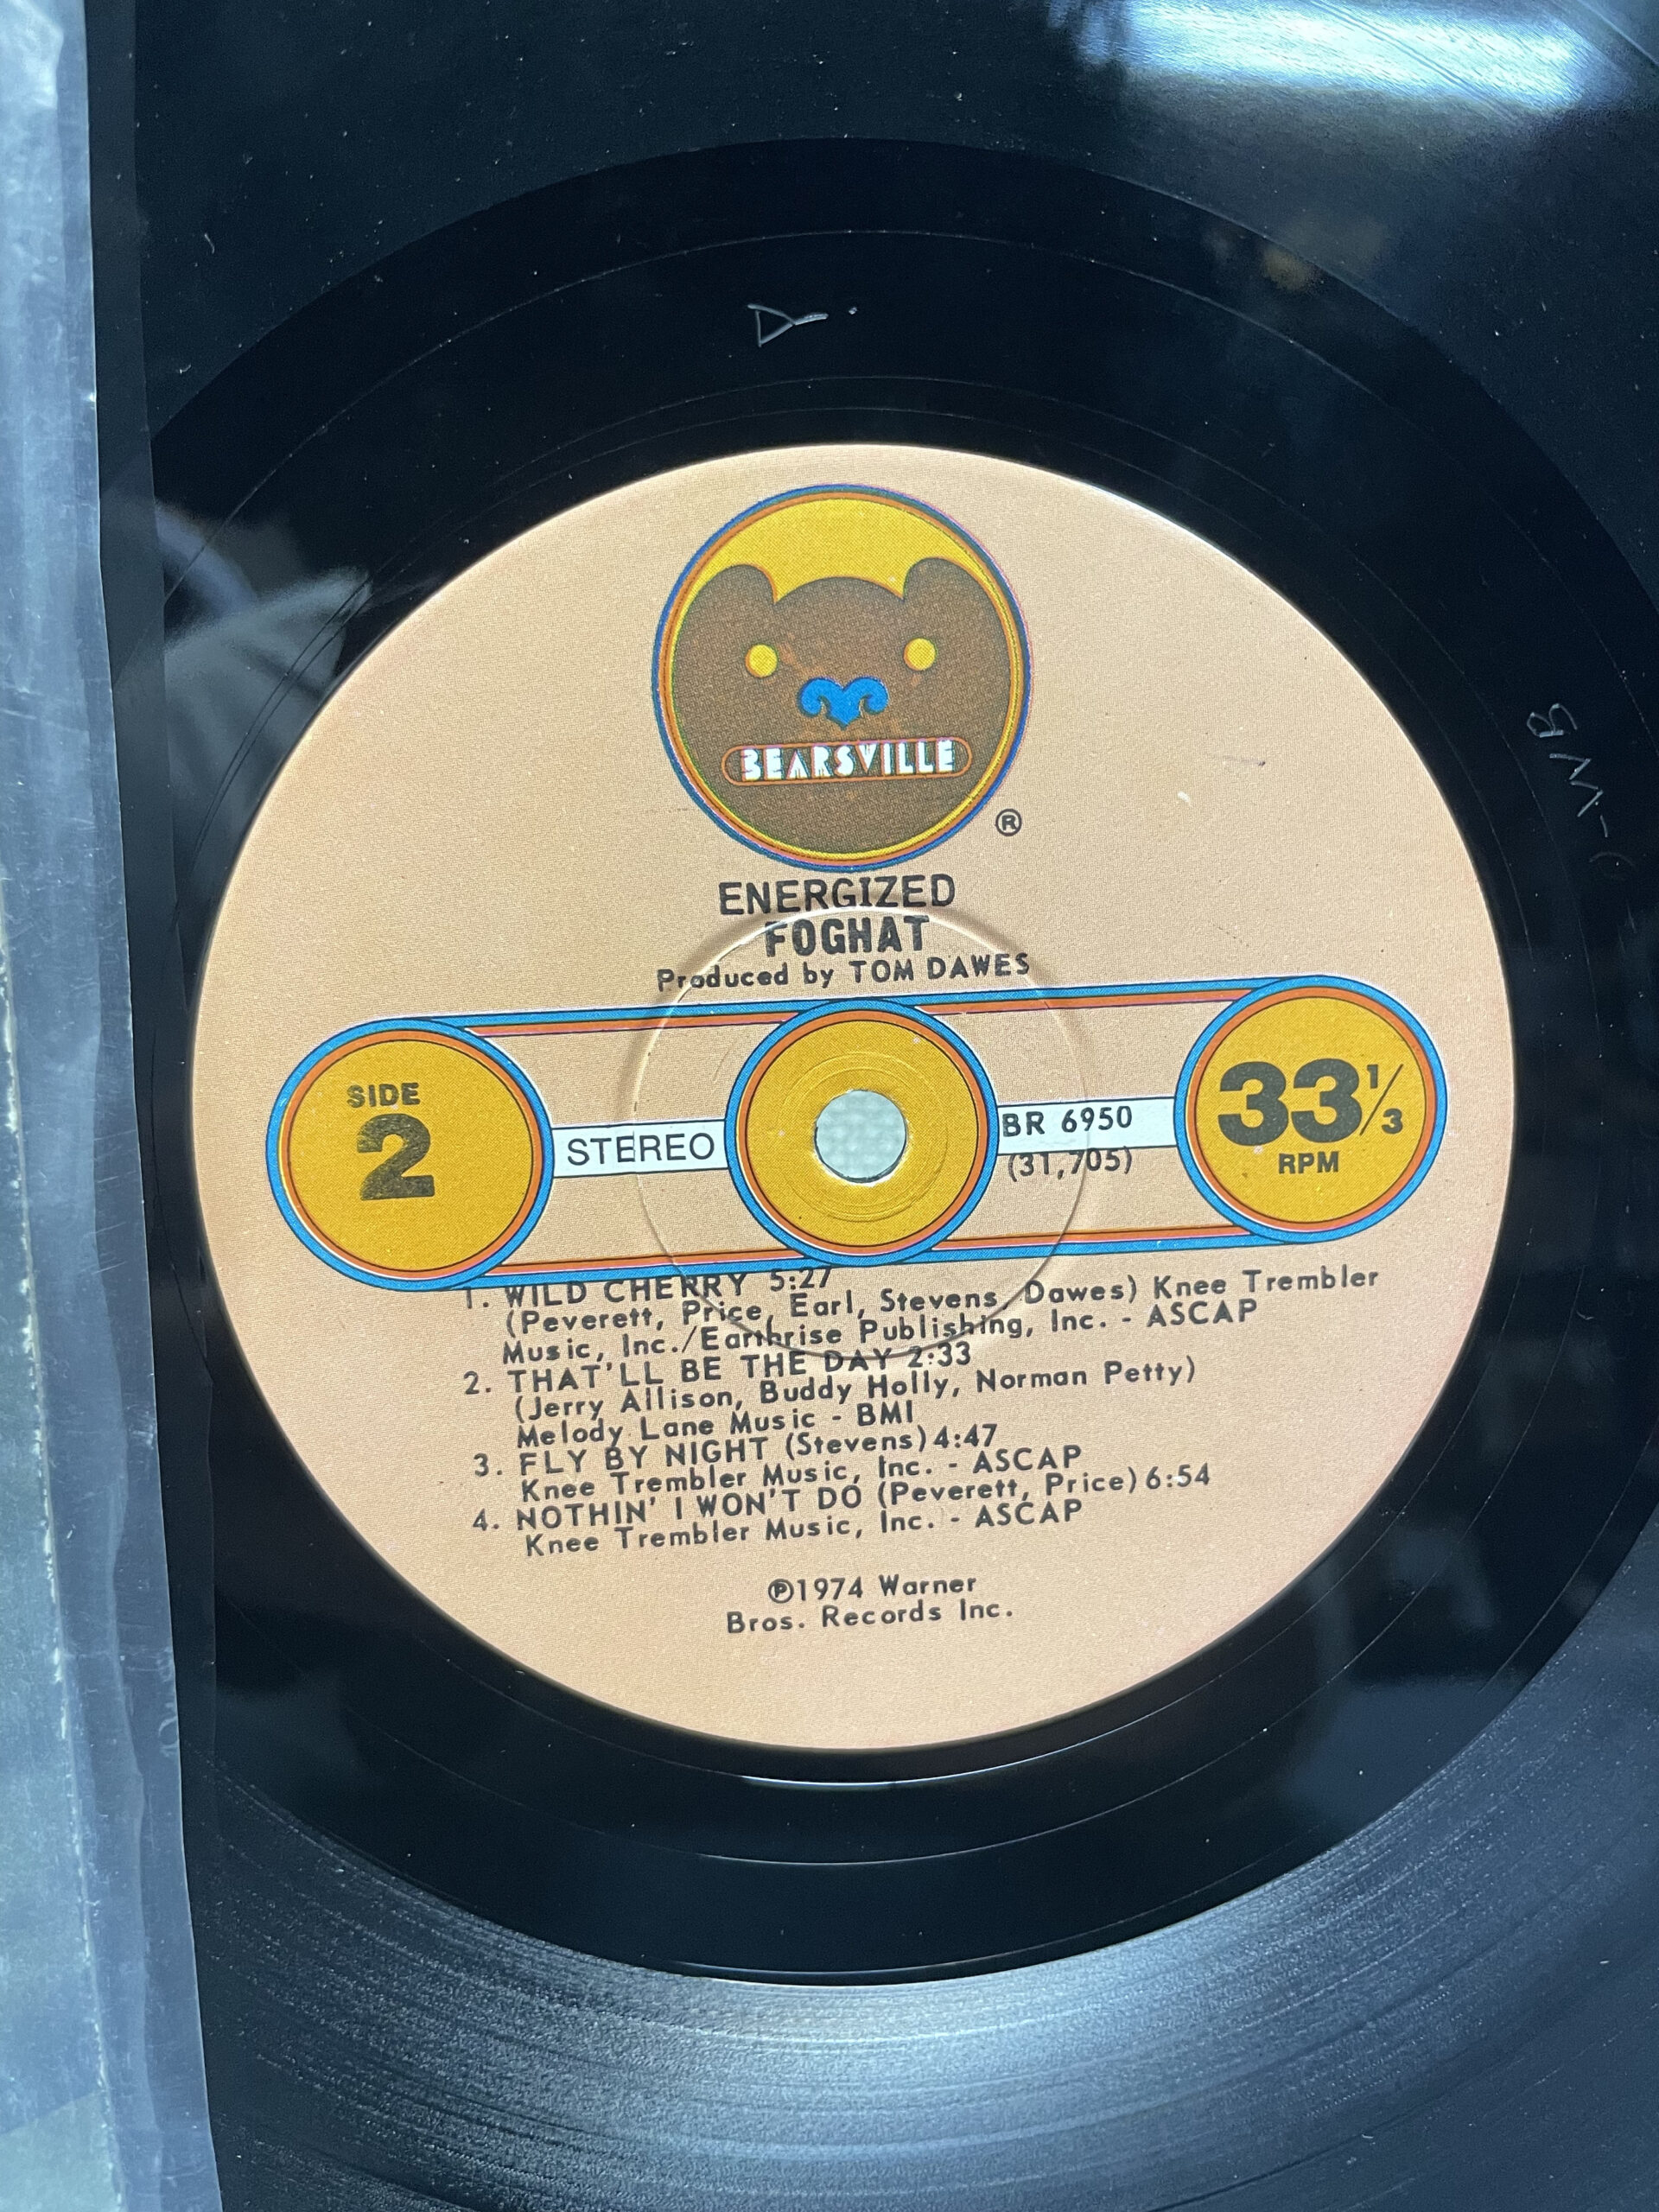 BEARSVILLE
®
ENERGIZED
FOGHAT
Produced by TOM DAWES
SIDE
2
STEREO
BR 6950
(31,705)
33 1/3
RPM
1. WILD CHERRY 5:27
(Peverett, Price, Earl, Stevens, Dawes) Knee Trembler
Music, Inc./Earthrise Publishing, Inc. - ASCAP
2. THAT'LL BE THE DAY 2:33
(Jerry Allison, Buddy Holly, Norman Petty)
Melody Lane Music - BMI
3. FLY BY NIGHT (Stevens) 4:47
Knee Trembler Music, Inc. - ASCAP
4. NOTHIN' I WON'T DO (Peverett, Price) 6:54
Knee Trembler Music, Inc. - ASCAP
℗1974 Warner
Bros. Records Inc.